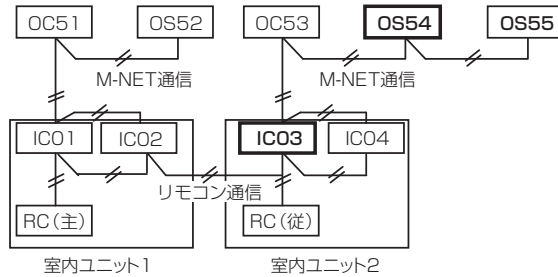 OC51 OS52 OC53 OS54 OS55
M-NET通信 M-NET通信
IC01 IC02 IC03 IC04
リモコン通信
RC(主) RC(従)
室内ユニット1 室内ユニット2